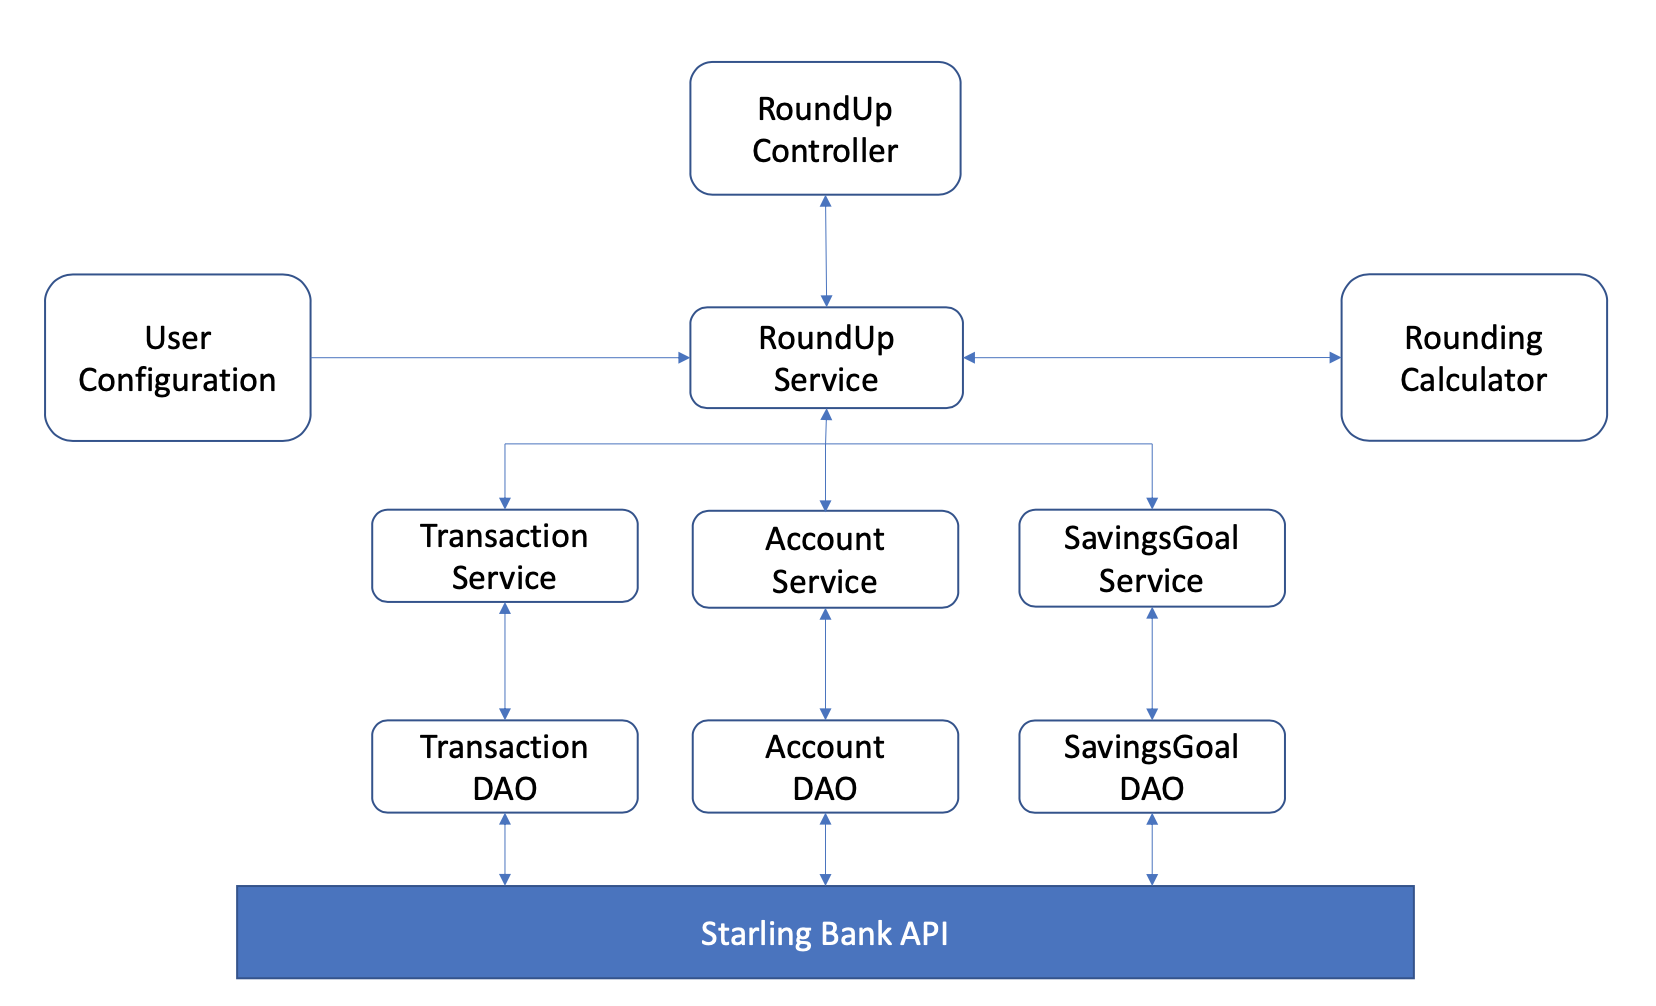 RoundUp
Controller
User
Configuration
RoundUp
Service
Rounding
Calculator
Transaction
Service
Account
Service
SavingsGoal
Service
Transaction
DAO
Account
DAO
SavingsGoal
DAO
Starling Bank API